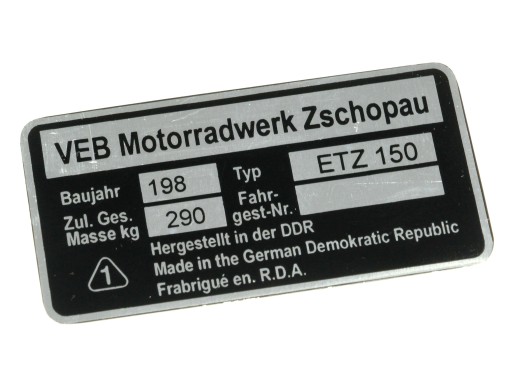 VEB Motorradwerk Zschopau
Baujahr 198 Typ ETZ 150
Zul. Ges. Masse kg 290 Fahr-gest-Nr.
Hergestellt in der DDR
Made in the German Demokratic Republic
Frabriqué en. R.D.A.
1